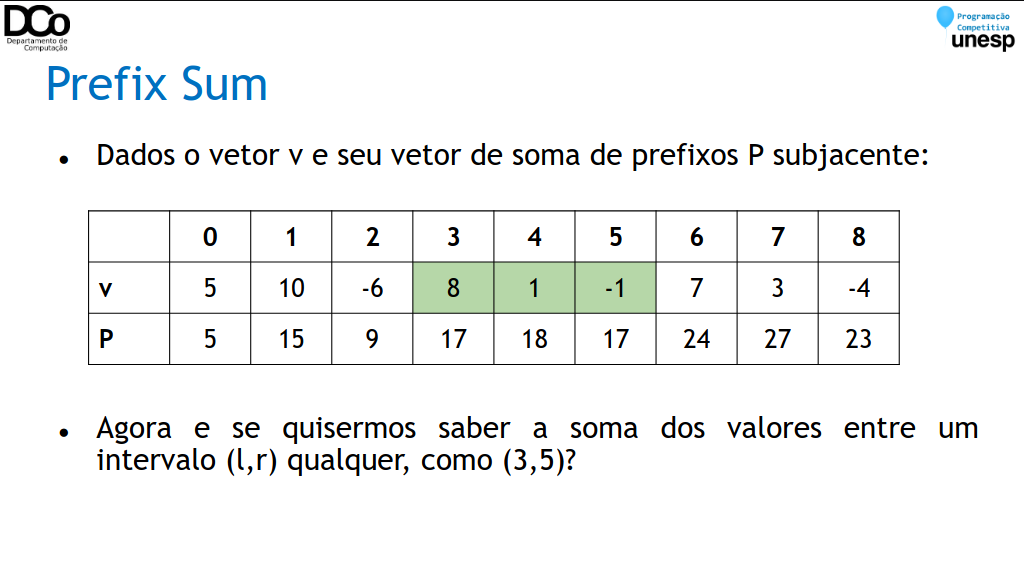 DCo
Departamento de
Computação
Programação
Competitiva
unesp
Prefix Sum
• Dados o vetor v e seu vetor de soma de prefixos P subjacente:
0 1 2 3 4 5 6 7 8
v 5 10 -6 8 1 -1 7 3 -4
P 5 15 9 17 18 17 24 27 23
• Agora e se quisermos saber a soma dos valores entre um
intervalo (l,r) qualquer, como (3,5)?